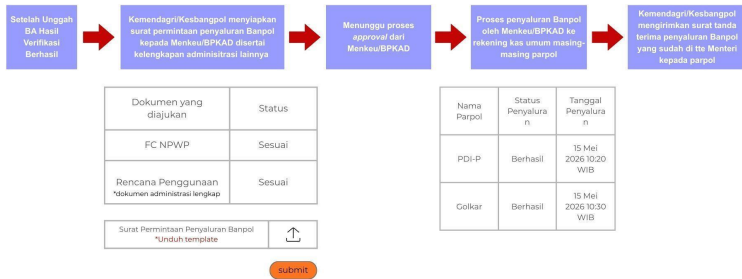 Setelah Unggah
BA Hasil
Verifikasi
Berhasil
Kemendagri/Kesbangpol menyiapkan
surat permintaan penyaluran Banpol
kepada Menkeu/BPKAD disertai
kelengkapan adminisitrasi lainnya
Menunggu proses
approval dari
Menkeu/BPKAD
Proses penyaluran Banpol
oleh Menkeu/BPKAD ke
rekening kas umum masing-
masing parpol
Kemendagri/Kesbangpol
mengirimkan surat tanda
terima penyaluran Banpol
yang sudah di tte Menteri
kepada parpol
Dokumen yang
diajukan
Status
FC NPWP
Sesuai
Rencana Penggunaan
*dokumen administrasi lengkap
Sesuai
Surat Permintaan Penyaluran Banpol
*Unduh template
submit
Nama
Parpol
Status
Penyalura
n
Tanggal
Penyalura
n
PDI-P
Berhasil
15 Mei
2026 10:20
WIB
Golkar
Berhasil
15 Mei
2026 10:30
WIB